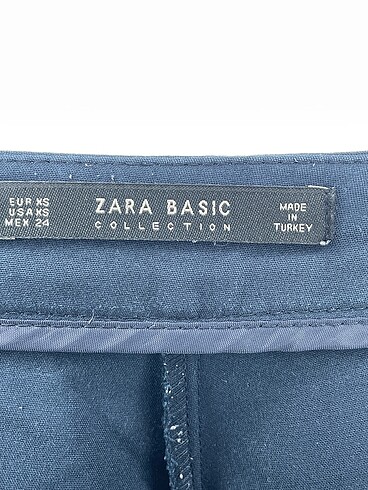 EUR XS
USA XS
MEX 24
ZARA BASIC
COLLECTION
MADE
IN
TURKEY